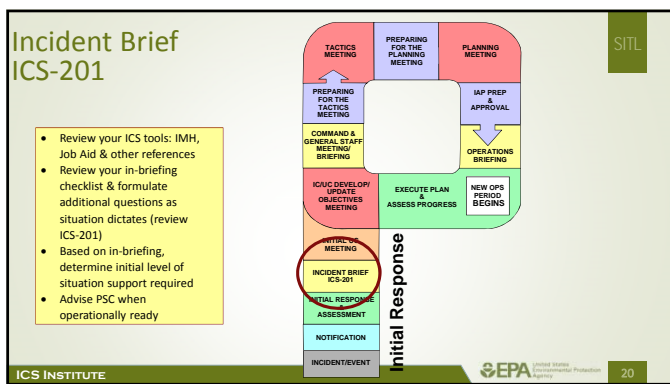 Incident Brief
ICS-201
SITL
• Review your ICS tools: IMH,
Job Aid & other references
• Review your in-briefing
checklist & formulate
additional questions as
situation dictates (review
ICS-201)
• Based on in-briefing,
determine initial level of
situation support required
• Advise PSC when
operationally ready
TACTICS
MEETING
PREPARING
FOR THE
PLANNING
MEETING
PLANNING
MEETING
PREPARING
FOR THE
TACTICS
MEETING
IAP PREP
&
APPROVAL
COMMAND &
GENERAL STAFF
MEETING/
BRIEFING
OPERATIONS
BRIEFING
IC/UC DEVELOP/
UPDATE
OBJECTIVES
MEETING
EXECUTE PLAN
&
ASSESS PROGRESS
NEW OPS
PERIOD
BEGINS
INITIAL UC
MEETING
INCIDENT BRIEF
ICS-201
INITIAL RESPONSE
&
ASSESSMENT
NOTIFICATION
INCIDENT/EVENT
Initial Response
ICS INSTITUTE
EPA
United States
Environmental Protection
Agency
20